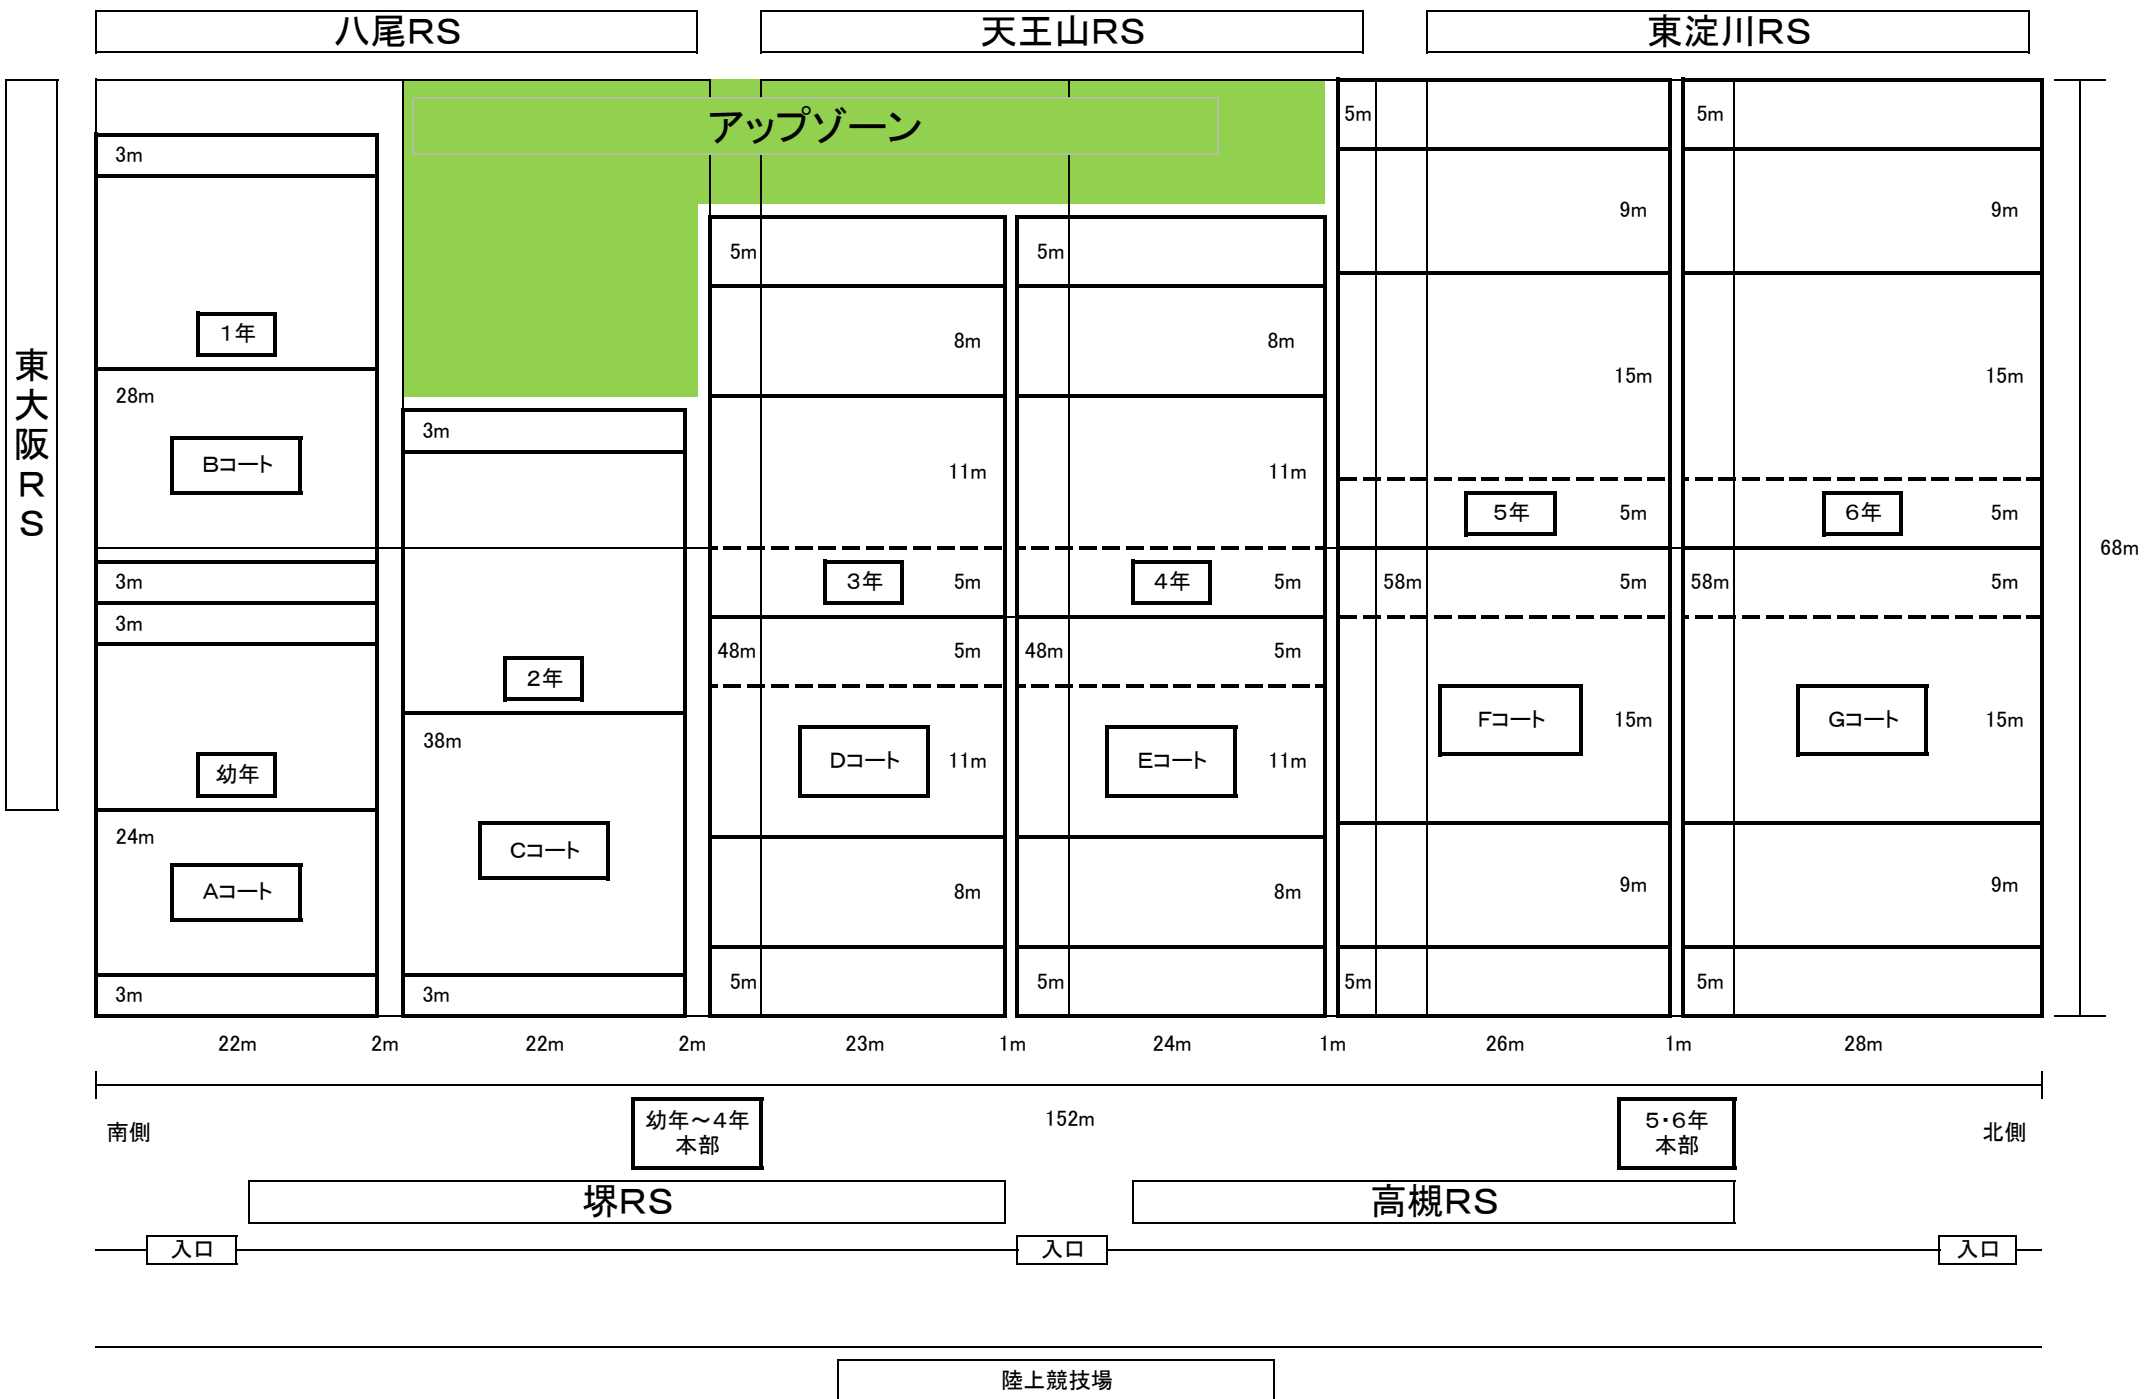 八尾RS
天王山RS
東淀川RS
東大阪RS
アップゾーン
5m
5m
3m
9m
9m
5m
5m
1年
8m
8m
15m
15m
28m
3m
Bコート
11m
11m
5年
5m
6年
5m
68m
3m
3年
5m
4年
5m
58m
5m
58m
5m
3m
48m
5m
48m
5m
2年
38m
Fコート
15m
Gコート
15m
幼年
Dコート
11m
Eコート
11m
24m
Cコート
Aコート
8m
8m
9m
9m
3m
3m
5m
5m
5m
5m
22m
2m
22m
2m
23m
1m
24m
1m
26m
1m
28m
南側
幼年～4年
本部
152m
5・6年
本部
北側
堺RS
高槻RS
入口
入口
入口
陸上競技場